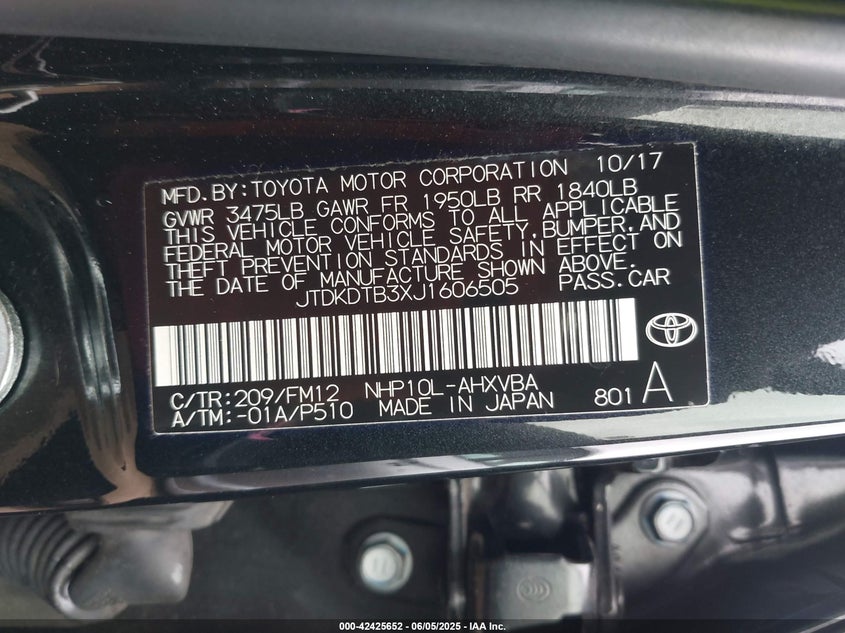 MFD.BY:TOYOTA MOTOR CORPORATION 10/17
GVWR 3475LB GAWR FR 1950LB RR 1840LB
THIS VEHICLE CONFORMS TO ALL APPLICABLE
FEDERAL MOTOR VEHICLE SAFETY,BUMPER,AND
THEFT PREVENTION STANDARDS IN EFFECT ON
THE DATE OF MANUFACTURE SHOWN ABOVE.
JTDKDTB3XJ1606505 PASS.CAR
C/TR:209/FM12 NHP10L-AHXVBA
A/TM:-01A/P510 MADE IN JAPAN 801 A
000-42425652 - 06/05/2025 - IAA Inc.